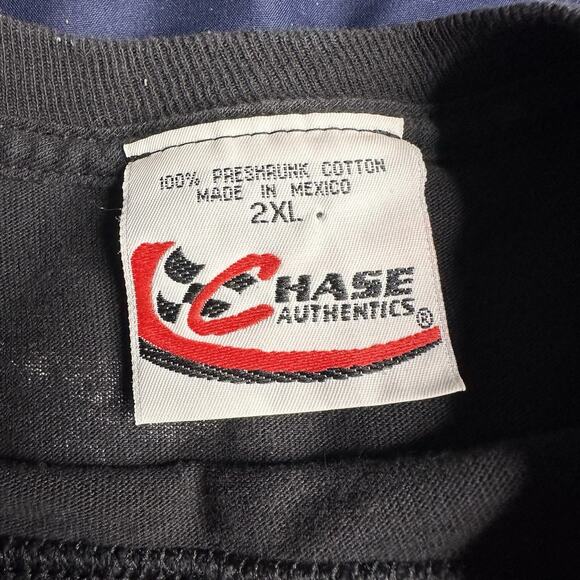 100% PRESHRUNK COTTON
MADE IN MEXICO
2XL .
CHASE
AUTHENTICS®